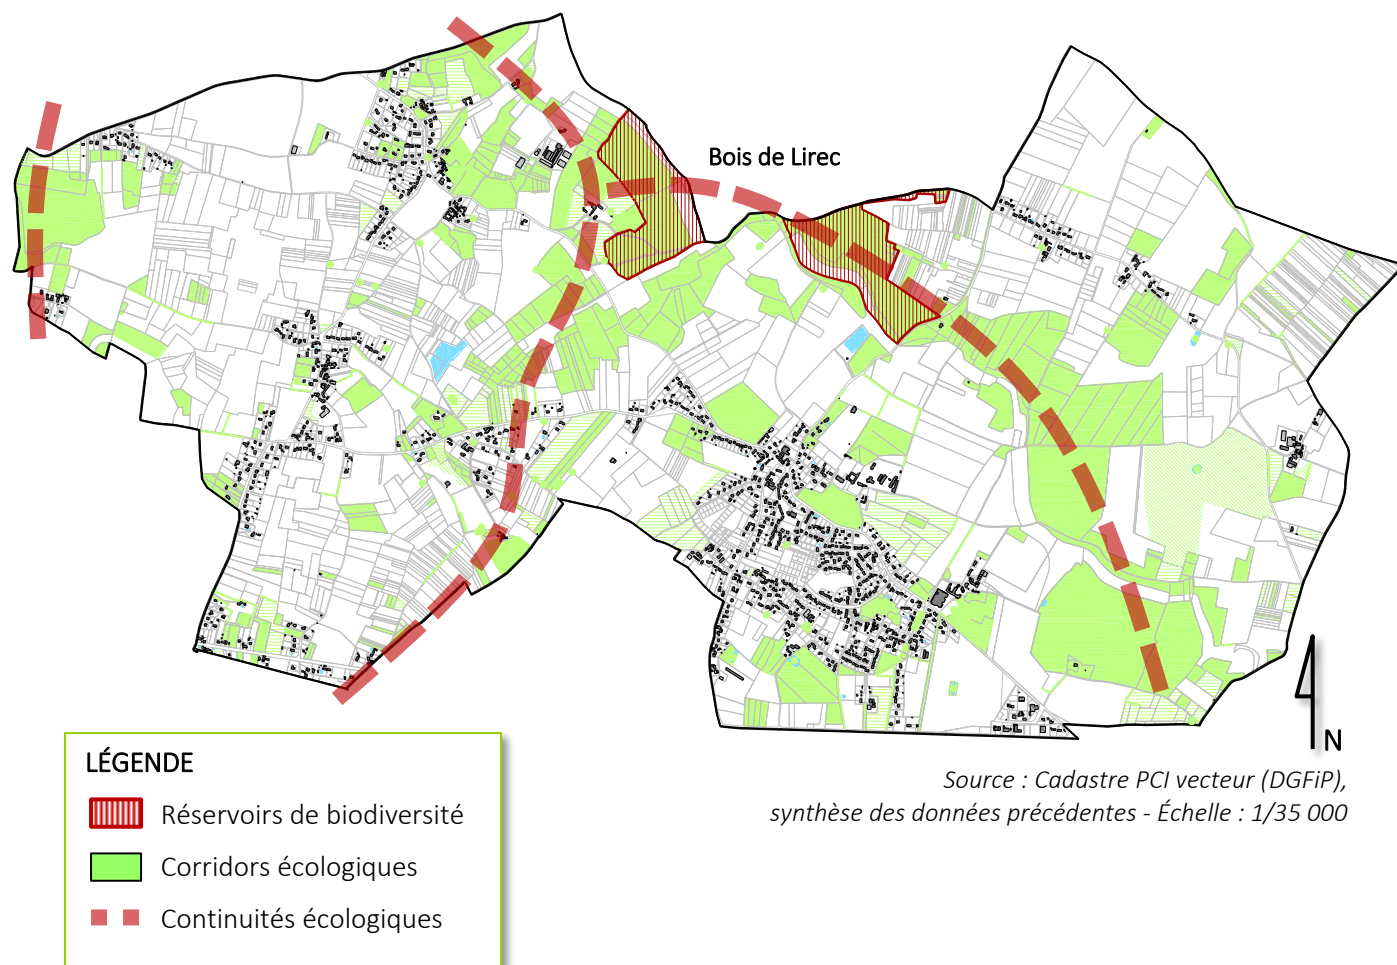 Bois de Lirec
N
Source : Cadastre PCI vecteur (DGFiP),
synthèse des données précédentes - Échelle : 1/35 000
LÉGENDE
Réservoirs de biodiversité
Corridors écologiques
Continuités écologiques